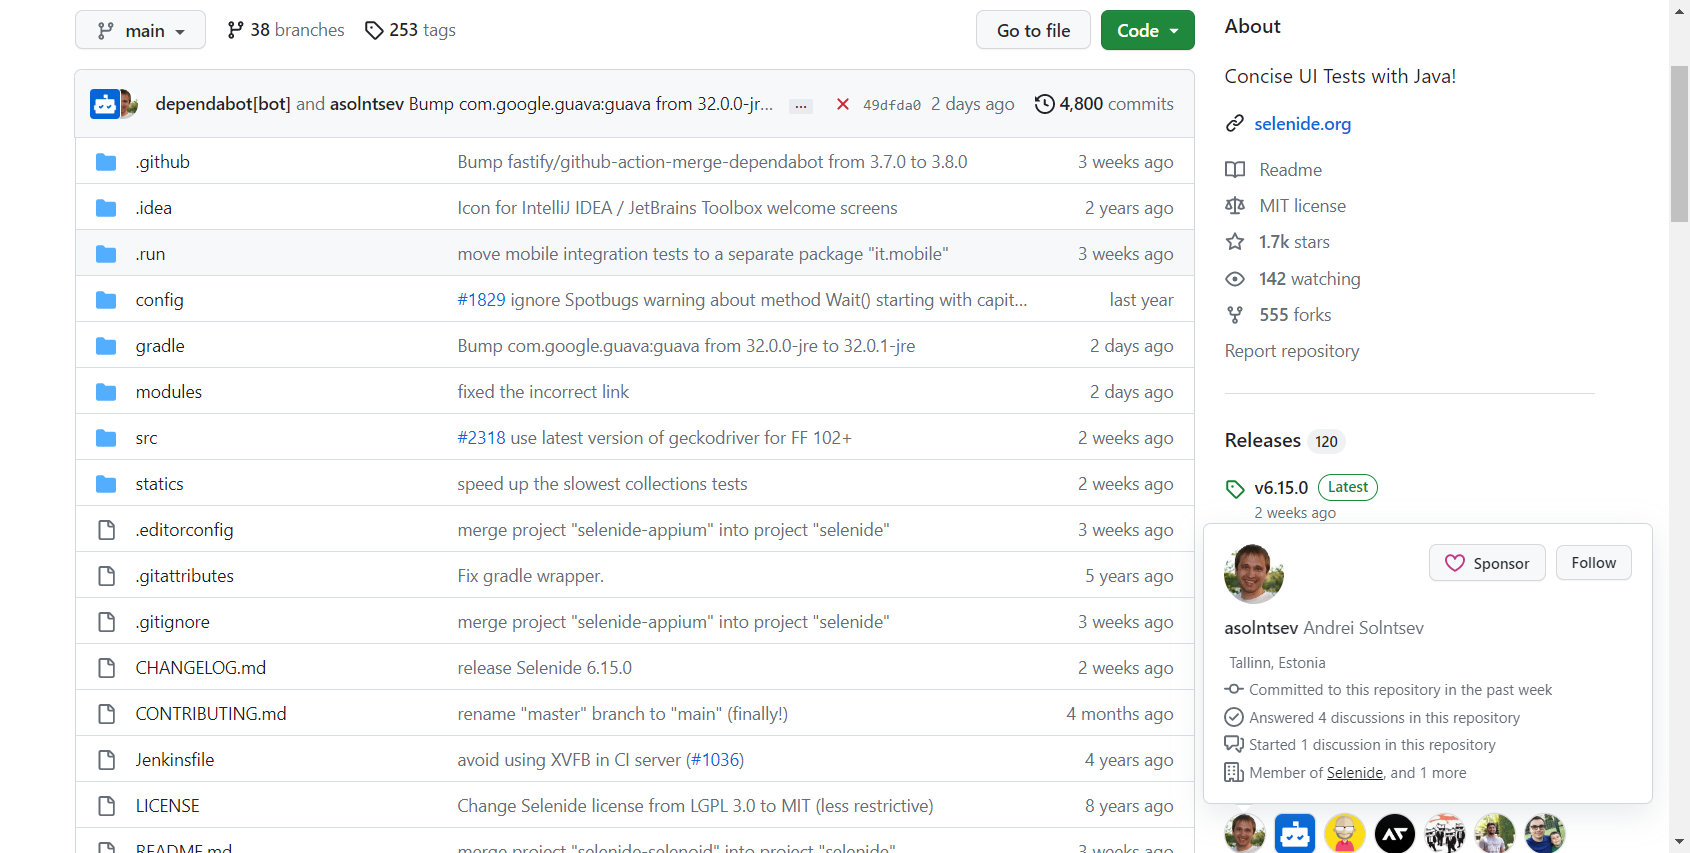 main 38 branches 253 tags Go to file Code
dependabot[bot] and asolntsev Bump com.google.guava:guava from 32.0.0-jr... ... 49dfda0 2 days ago 4,800 commits
.github Bump fastify/github-action-merge-dependabot from 3.7.0 to 3.8.0 3 weeks ago
.idea Icon for IntelliJ IDEA / JetBrains Toolbox welcome screens 2 years ago
.run move mobile integration tests to a separate package "it.mobile" 3 weeks ago
config #1829 ignore Spotbugs warning about method Wait() starting with capit... last year
gradle Bump com.google.guava:guava from 32.0.0-jre to 32.0.1-jre 2 days ago
modules fixed the incorrect link 2 days ago
src #2318 use latest version of geckodriver for FF 102+ 2 weeks ago
statics speed up the slowest collections tests 2 weeks ago
.editorconfig merge project "selenide-appium" into project "selenide" 3 weeks ago
.gitattributes Fix gradle wrapper. 5 years ago
.gitignore merge project "selenide-appium" into project "selenide" 3 weeks ago
CHANGELOG.md release Selenide 6.15.0 2 weeks ago
CONTRIBUTING.md rename "master" branch to "main" (finally!) 4 months ago
Jenkinsfile avoid using XVFB in CI server (#1036) 4 years ago
LICENSE Change Selenide license from LGPL 3.0 to MIT (less restrictive) 8 years ago
README.md merge project "selenide-selenoid" into project "selenide" 3 weeks ago
About
Concise UI Tests with Java!
selenide.org
Readme
MIT license
1.7k stars
142 watching
555 forks
Report repository
Releases 120
v6.15.0 Latest
2 weeks ago
Sponsor Follow
asolntsev Andrei Solntsev
Tallinn, Estonia
Committed to this repository in the past week
Answered 4 discussions in this repository
Started 1 discussion in this repository
Member of Selenide, and 1 more